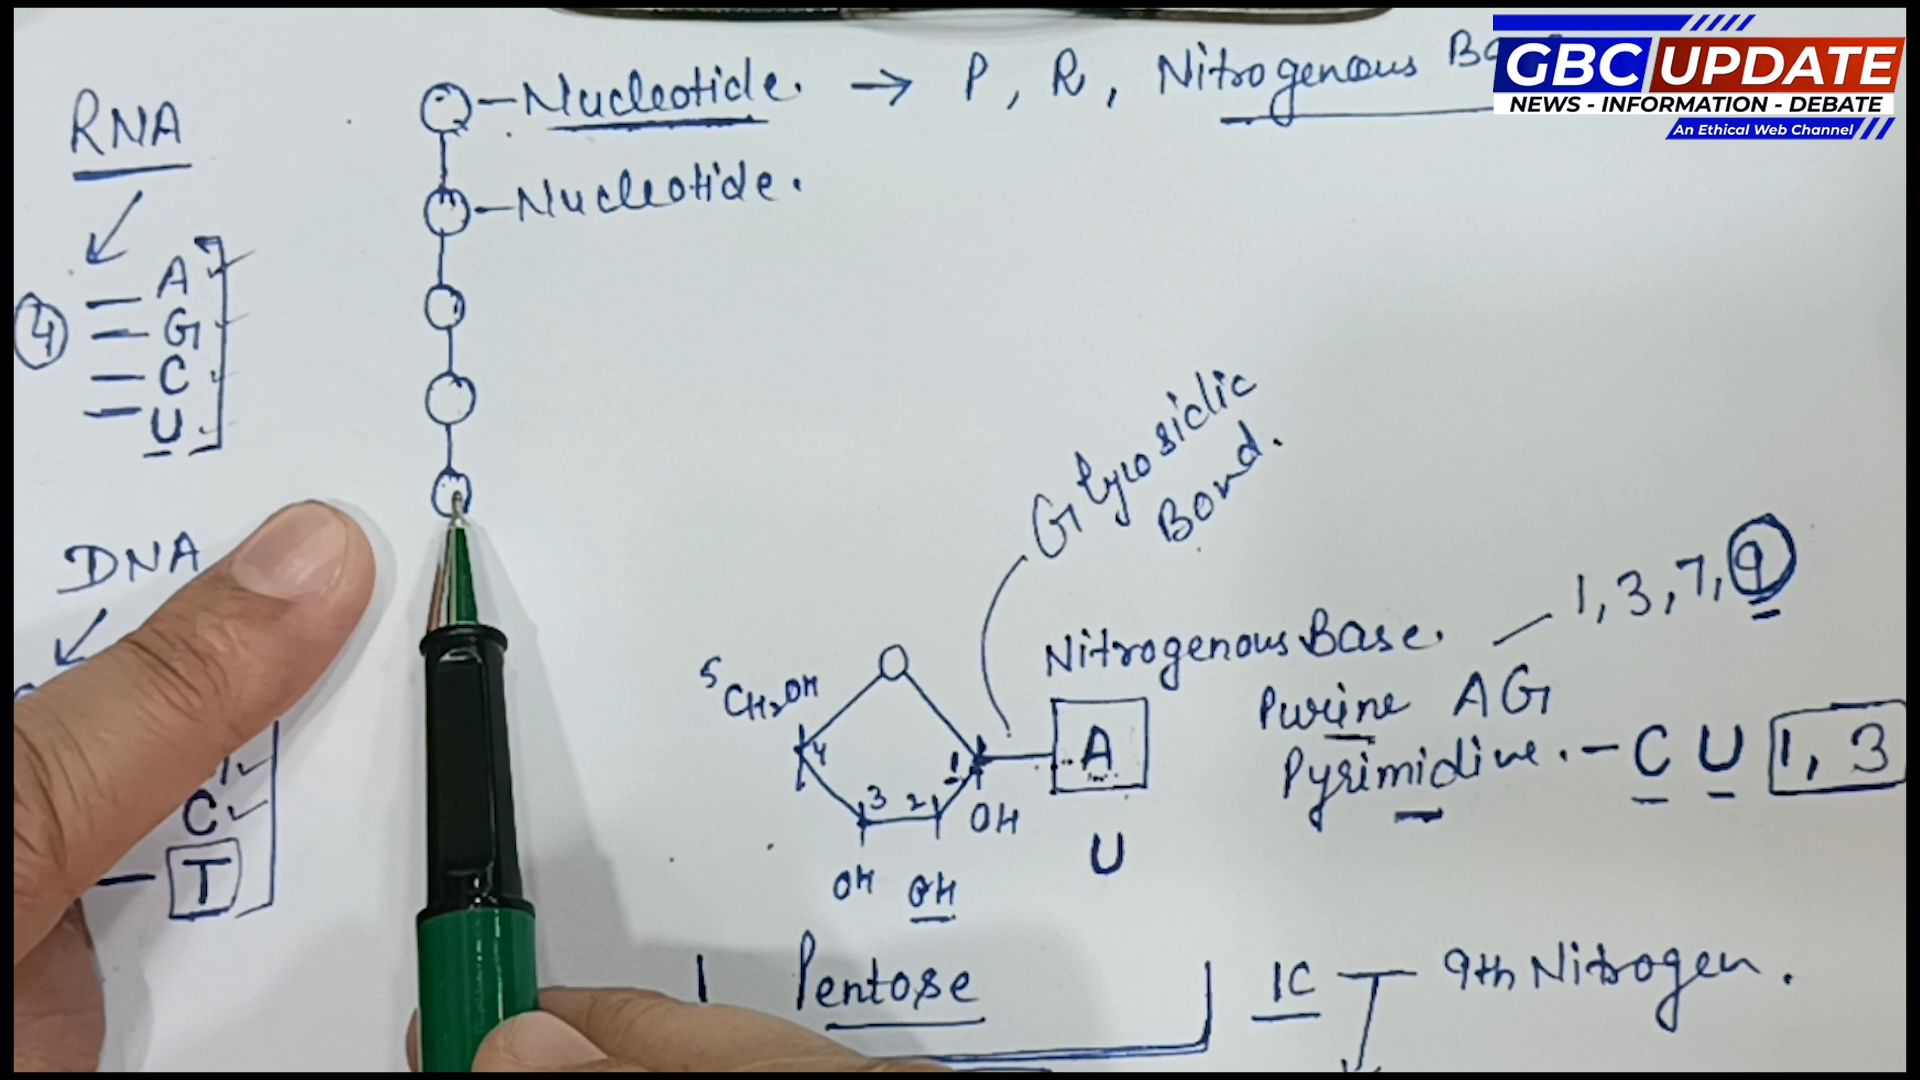 GBC UPDATE
NEWS - INFORMATION - DEBATE
An Ethical Web Channel
Nucleotide. → P, R, Nitrogenous
Nucleotide.
RNA
4
A
G
C
U
DNA
C
T
Glycosidic
Bond.
Nitrogenous Base.
1, 3, 7, 9
Purine AG
Pyrimidine. - C U 1, 3
5
CH2OH
4
3
2
1
A
OH
OH
OH
U
Pentose
1C
9th Nitrogen.